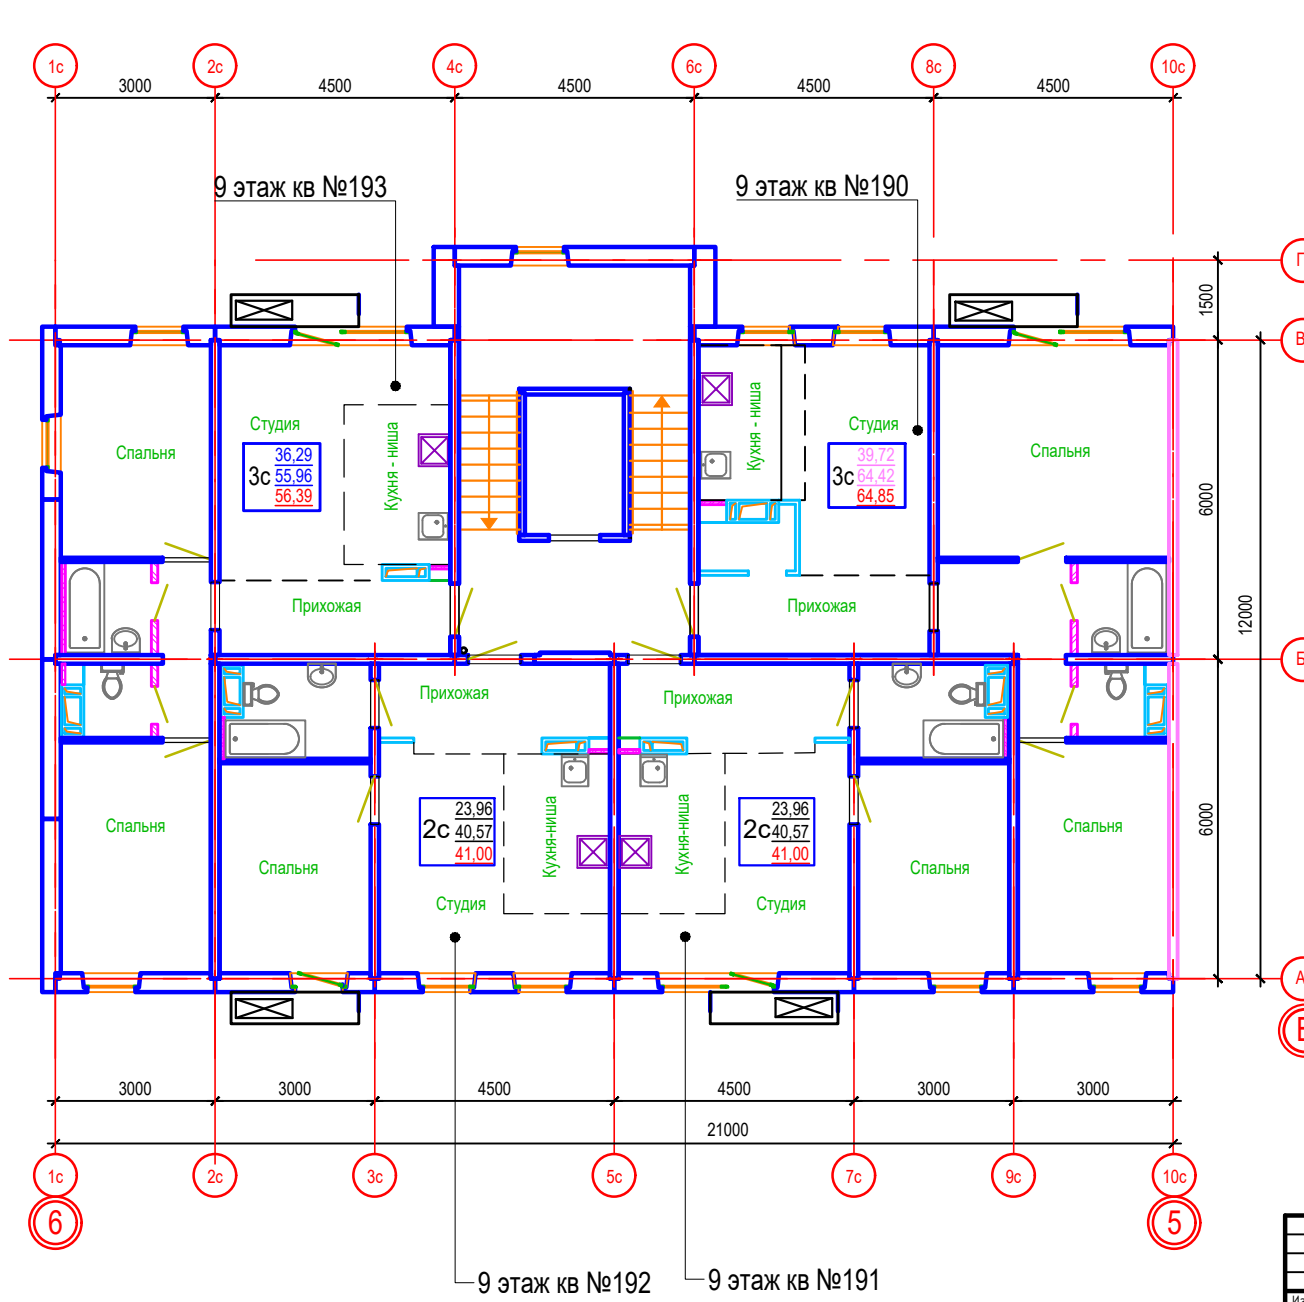 1с 2с 4с 6с 8с 10с
3000 4500 4500 4500 4500
9 этаж кв №193
9 этаж кв №190
1500
В
Студия
Студия
Спальня
Кухня - ниша
Кухня - ниша
Спальня
3с
36,29
55,96
56,39
3с
39,72
64,42
64,85
6000
12000
Прихожая
Прихожая
Прихожая
Прихожая
Спальня
Спальня
2с
23,96
40,57
41,00
Кухня-ниша
Кухня-ниша
2с
23,96
40,57
41,00
6000
Спальня
Спальня
Студия
Студия
Б
А
3000 3000 4500 4500 3000 3000
21000
1с 2с 3с 5с 7с 9с 10с
6
5
9 этаж кв №192
9 этаж кв №191